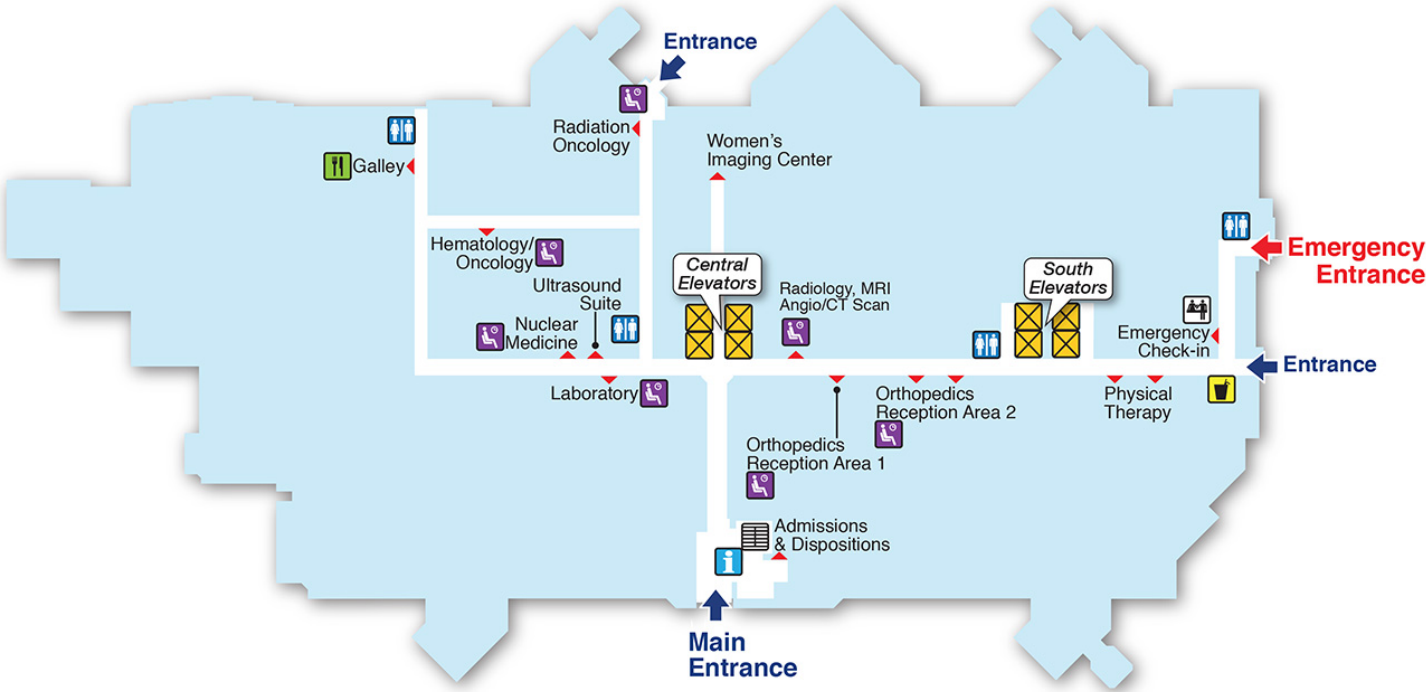 Entrance
Radiation
Oncology
Women's
Imaging Center
Galley
Hematology/
Oncology
Ultrasound
Suite
Nuclear
Medicine
Central
Elevators
Radiology, MRI
Angio/CT Scan
South
Elevators
Emergency
Entrance
Emergency
Check-in
Entrance
Laboratory
Orthopedics
Reception Area 2
Physical
Therapy
Orthopedics
Reception Area 1
Admissions
& Dispositions
i
Main
Entrance